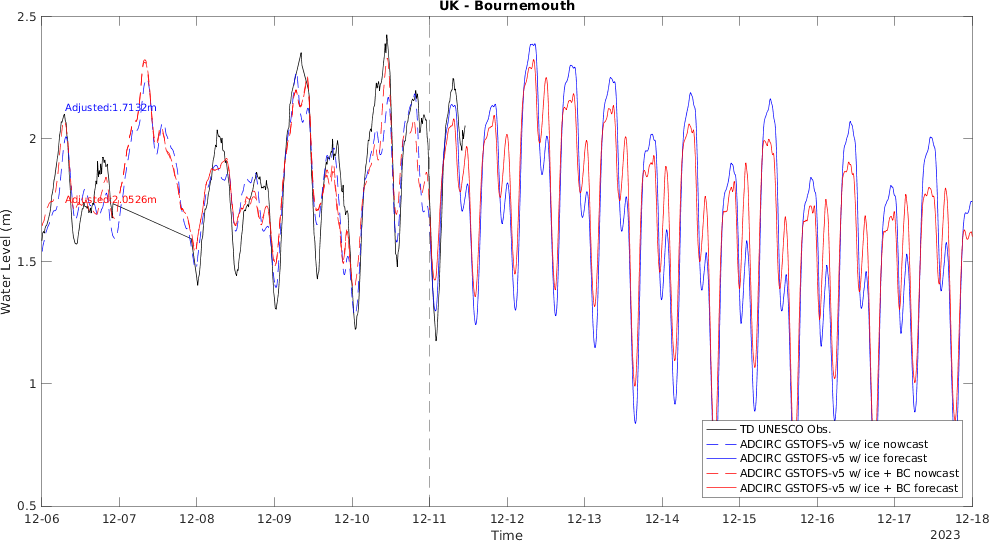 UK - Bournemouth
2.5
2
1.5
1
0.5
Water Level (m)
Adjusted:1.7132m
Adjusted:2.0526m
TD UNESCO Obs.
ADCIRC GSTOFS-v5 w/ ice nowcast
ADCIRC GSTOFS-v5 w/ ice forecast
ADCIRC GSTOFS-v5 w/ ice + BC nowcast
ADCIRC GSTOFS-v5 w/ ice + BC forecast
12-06 12-07 12-08 12-09 12-10 12-11 12-12 12-13 12-14 12-15 12-16 12-17 12-18
Time
2023